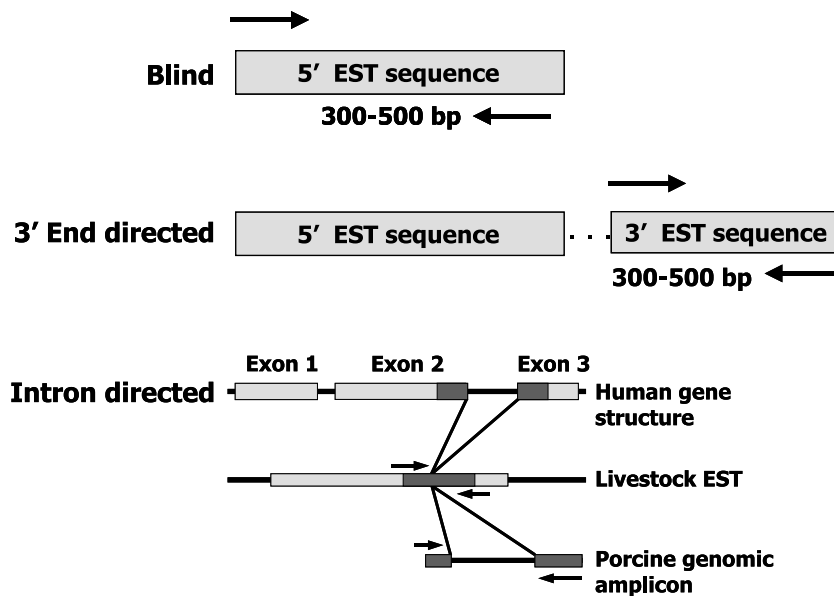 Blind
5′ EST sequence
300-500 bp
3′ End directed
5′ EST sequence
. . .
3′ EST sequence
300-500 bp
Intron directed
Exon 1
Exon 2
Exon 3
Human gene
structure
Livestock EST
Porcine genomic
amplicon